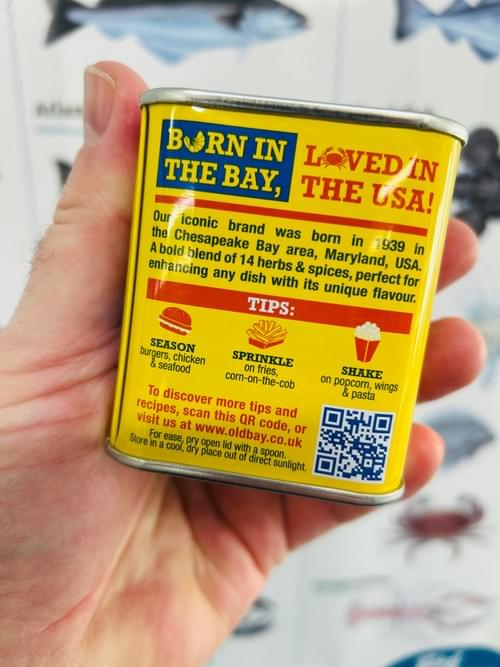 BORN IN
THE BAY,
LOVED IN
THE USA!
Our iconic brand was born in 1939 in
the Chesapeake Bay area, Maryland, USA.
A bold blend of 14 herbs & spices, perfect for
enhancing any dish with its unique flavour.
TIPS:
SEASON
burgers, chicken
& seafood
SPRINKLE
on fries,
corn-on-the-cob
SHAKE
on popcorn, wings
& pasta
To discover more tips and
recipes, scan this QR code, or
visit us at www.oldbay.co.uk
For ease, pry open lid with a spoon.
Store in a cool, dry place out of direct sunlight.